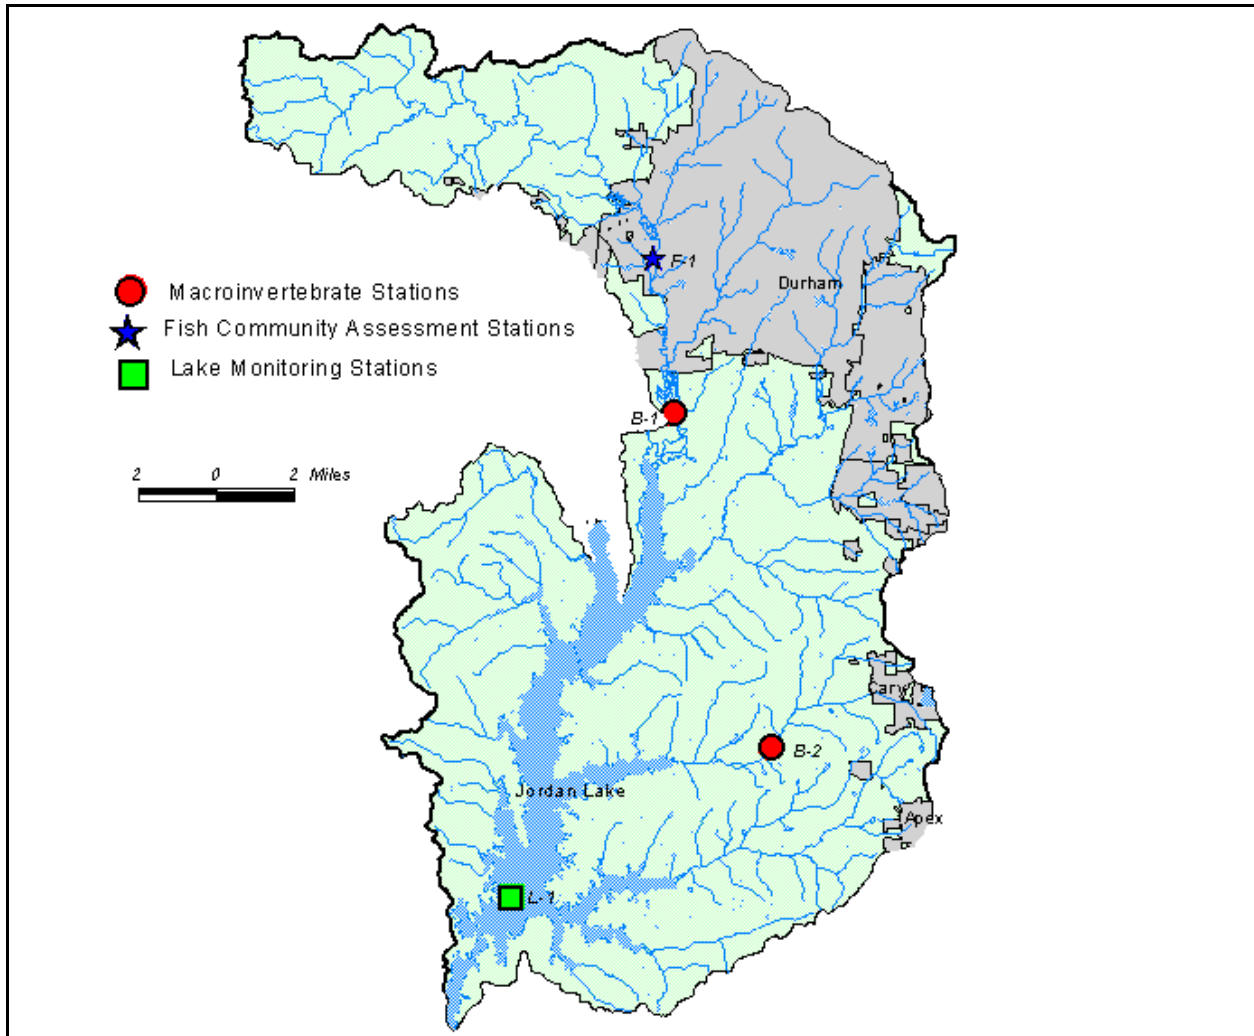 F-1
Durham
Macroinvertebrate Stations
Fish Community Assessment Stations
Lake Monitoring Stations
B-1
2 0 2 Miles
Cary
B-2
Jordan Lake
Apex
L-1